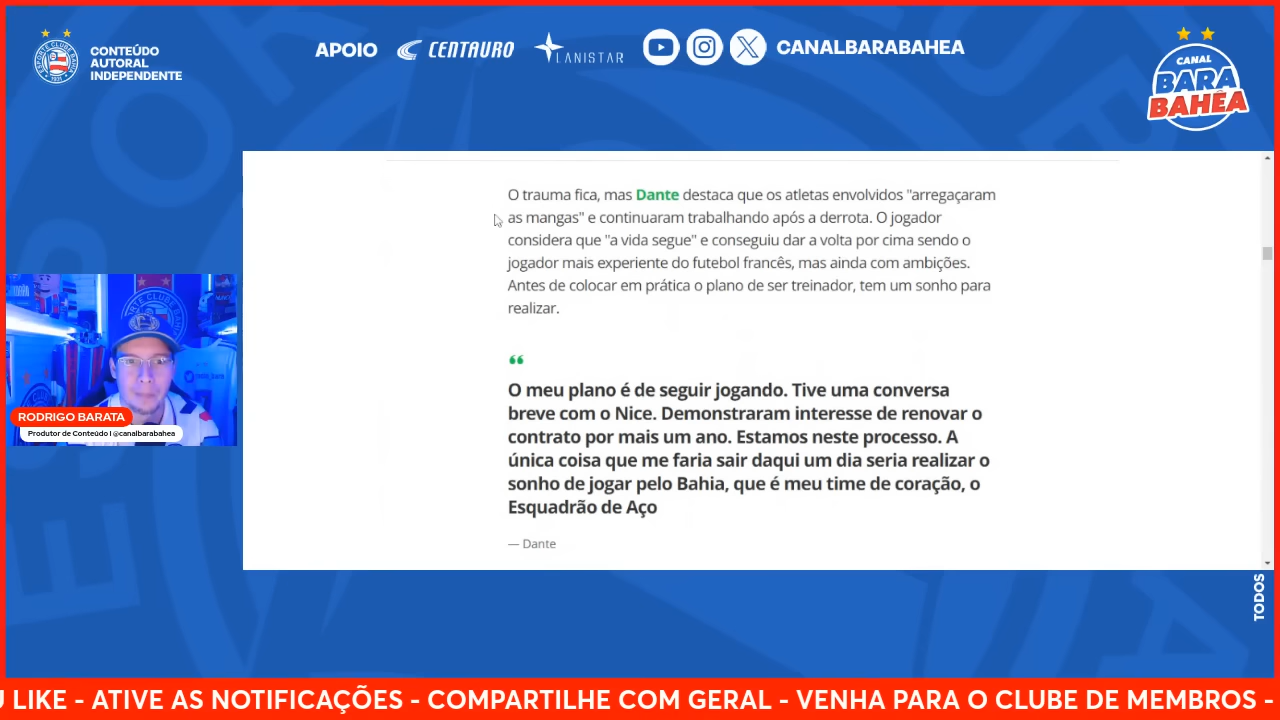 CONTEÚDO
AUTORAL
INDEPENDENTE
APOIO
CENTAURO
LANISTAR
CANALBARABAHEA
CANAL
BARA
BAHÊA
O trauma fica, mas Dante destaca que os atletas envolvidos "arregaçaram
as mangas" e continuaram trabalhando após a derrota. O jogador
considera que "a vida segue" e conseguiu dar a volta por cima sendo o
jogador mais experiente do futebol francês, mas ainda com ambições.
Antes de colocar em prática o plano de ser treinador, tem um sonho para
realizar.
“
O meu plano é de seguir jogando. Tive uma conversa
breve com o Nice. Demonstraram interesse de renovar o
contrato por mais um ano. Estamos neste processo. A
única coisa que me faria sair daqui um dia seria realizar o
sonho de jogar pelo Bahia, que é meu time de coração, o
Esquadrão de Aço
— Dante
RODRIGO BARATA
Produtor de Conteúdo | @canalbarabahea
TODOS
LIKE - ATIVE AS NOTIFICAÇÕES - COMPARTILHE COM GERAL - VENHA PARA O CLUBE DE MEMBROS -